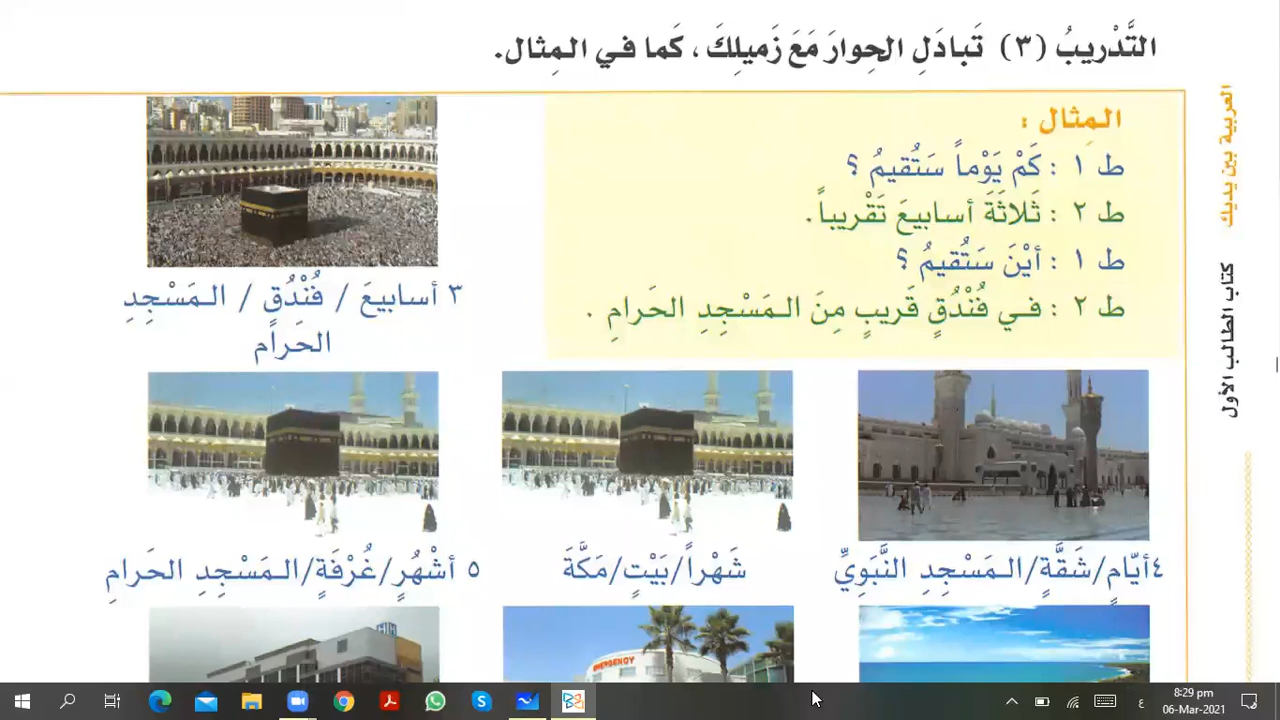 التَّدْريبُ (٣) تَبادَلِ الحِوارَ مَعَ زَميلِكَ، كَما في المِثال.
المِثال :
ط ١ : كَمْ يَوْماً سَتُقيمُ ؟
ط ٢ : ثَلاثَةَ أسابيعَ تَقْريباً.
ط ١ : أيْنَ سَتُقيمُ ؟
ط ٢ : في فُنْدُقٍ قَريبٍ مِنَ المَسْجِدِ الحَرامِ .
٣ أسابيعَ / فُنْدُقٍ / المَسْجِدِ
الحَرام
٤أيّامٍ/شَقَّةٍ/المَسْجِدِ النَّبَوِيِّ
شَهْراً/بَيْتٍ/مَكَّةَ
٥ أشْهُرٍ/غُرْفَةٍ/المَسْجِدِ الحَرامِ
EMERGENCY
العربية بين يديك
كتاب الطالب الأول
ع
8:29 pm
06-Mar-2021